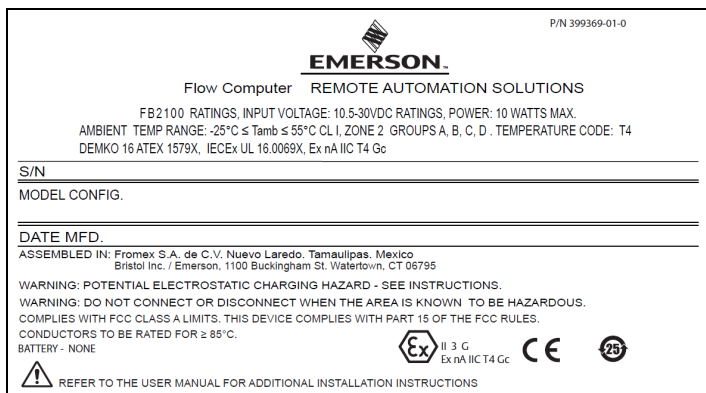 P/N 399369-01-0
EMERSON™
Flow Computer REMOTE AUTOMATION SOLUTIONS
FB2100 RATINGS, INPUT VOLTAGE: 10.5-30VDC RATINGS, POWER: 10 WATTS MAX.
AMBIENT TEMP RANGE: -25°C ≤ Tamb ≤ 55°C CL I, ZONE 2 GROUPS A, B, C, D . TEMPERATURE CODE: T4
DEMKO 16 ATEX 1579X, IECEx UL 16.0069X, Ex nA IIC T4 Gc
S/N
MODEL CONFIG.
DATE MFD.
ASSEMBLED IN: Fromex S.A. de C.V. Nuevo Laredo. Tamaulipas. Mexico
Bristol Inc. / Emerson, 1100 Buckingham St. Watertown, CT 06795
WARNING: POTENTIAL ELECTROSTATIC CHARGING HAZARD - SEE INSTRUCTIONS.
WARNING: DO NOT CONNECT OR DISCONNECT WHEN THE AREA IS KNOWN TO BE HAZARDOUS.
COMPLIES WITH FCC CLASS A LIMITS. THIS DEVICE COMPLIES WITH PART 15 OF THE FCC RULES.
CONDUCTORS TO BE RATED FOR ≥ 85°C.
BATTERY - NONE
Ex II 3 G
Ex nA IIC T4 Gc
CE
25
REFER TO THE USER MANUAL FOR ADDITIONAL INSTALLATION INSTRUCTIONS